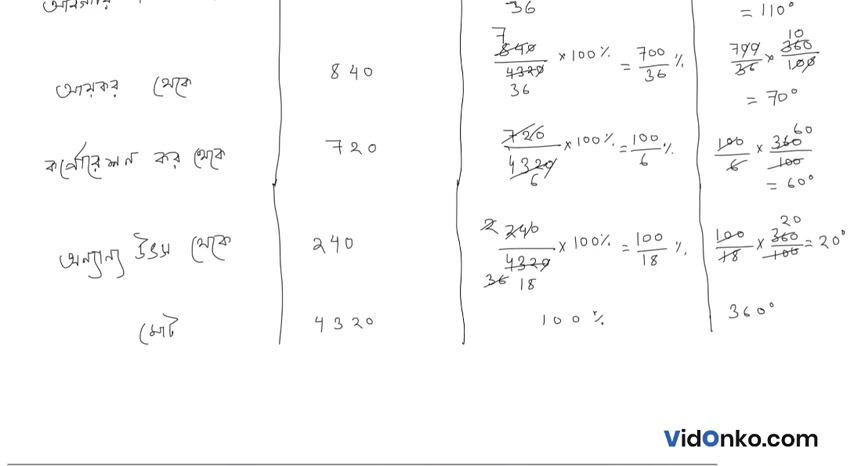 36 = 110°
আয়কর থেকে 840 7 840/4320 36 × 100% = 700/36 % 700/36 × 10 360/100
= 70°
কর্পোরেশন কর থেকে 720 720/4320 6 × 100% = 100/6 % 100/6 × 360 60/100
= 60°
অন্যান্য উৎস থেকে 240 2 240/4320 36 18 × 100% = 100/18 % 100/18 × 20 360/100 = 20°
মোট 4320 100% 360°
VidOnko.com